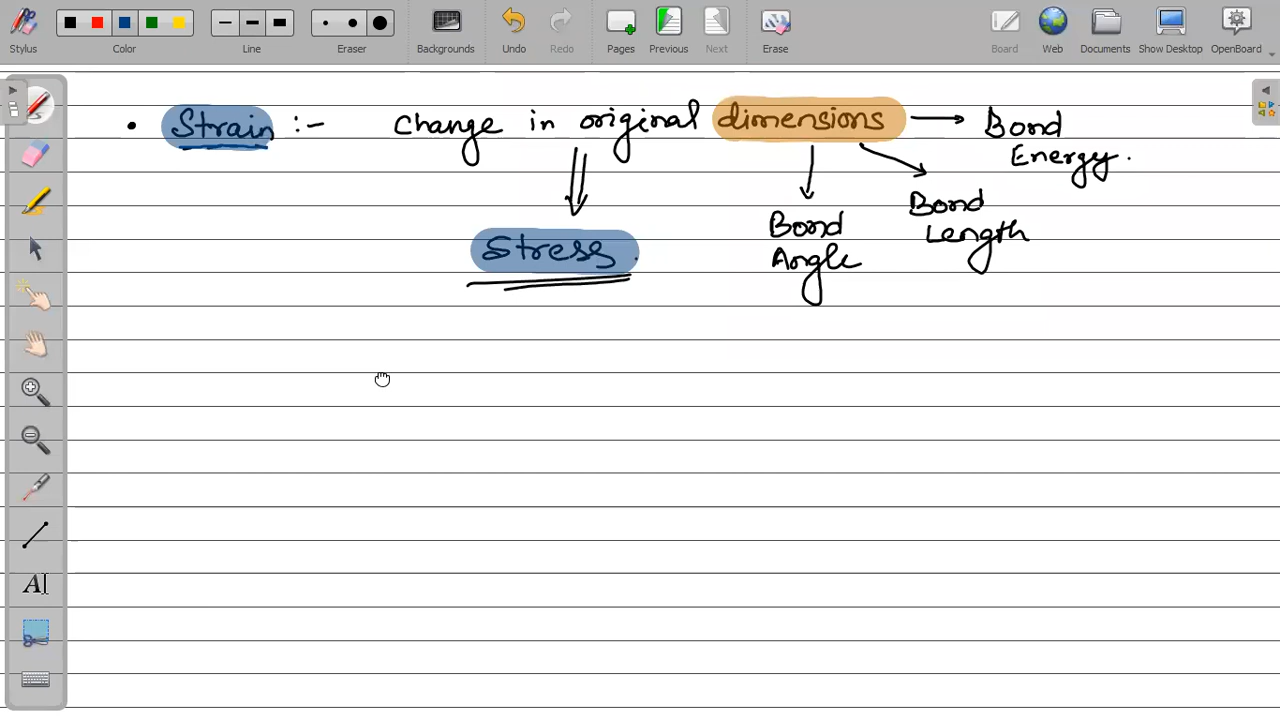 Stylus Color Line Eraser Backgrounds Undo Redo Pages Previous Next Erase Board Web Documents Show Desktop OpenBoard
• Strain :- change in original dimensions → Bond Energy.
Stress.
Bond Angle
Bond Length
AI